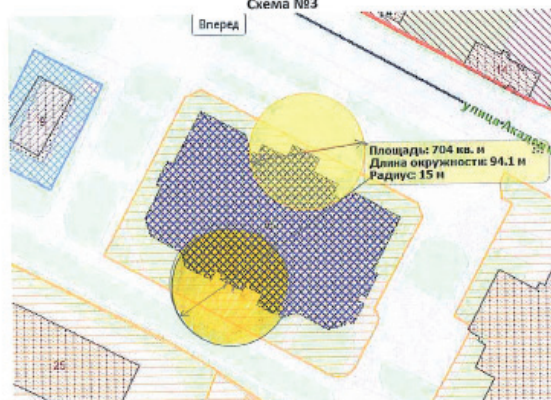 Схема №3
Вперед
улица Академ
Площадь: 704 кв. м
Длина окружности: 94.1 м
Радиус: 15 м
25